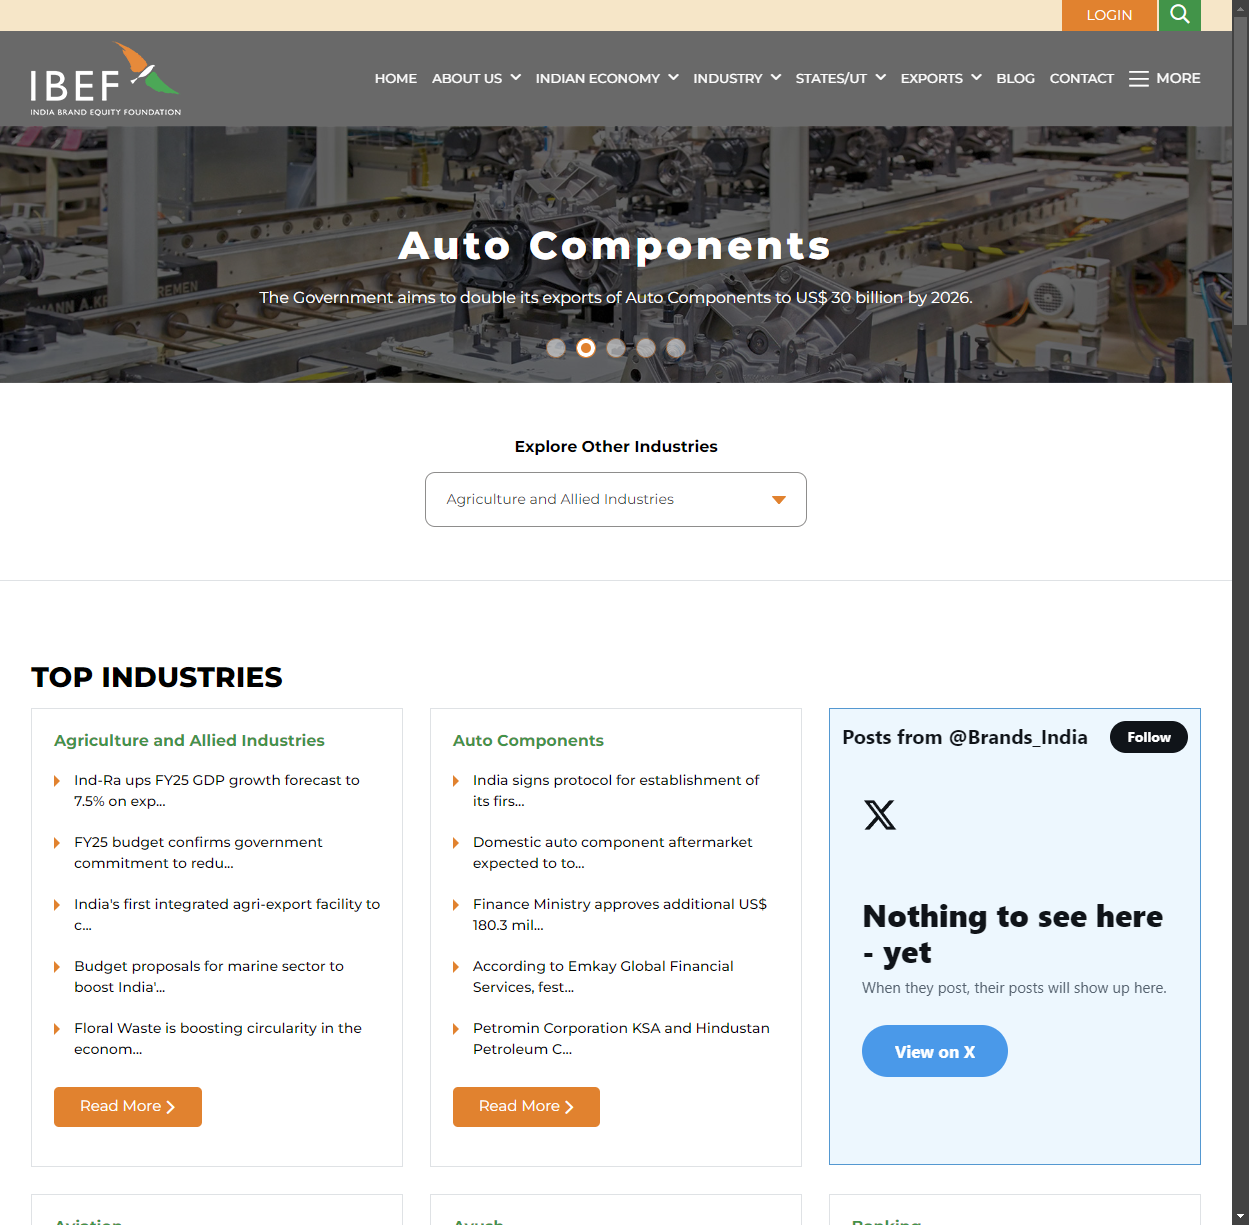 LOGIN
IBEF
INDIA BRAND EQUITY FOUNDATION
HOME ABOUT US INDIAN ECONOMY INDUSTRY STATES/UT EXPORTS BLOG CONTACT MORE
Auto Components
The Government aims to double its exports of Auto Components to US$ 30 billion by 2026.
Explore Other Industries
Agriculture and Allied Industries
TOP INDUSTRIES
Agriculture and Allied Industries
Ind-Ra ups FY25 GDP growth forecast to
7.5% on exp...
FY25 budget confirms government
commitment to redu...
India's first integrated agri-export facility to
c...
Budget proposals for marine sector to
boost India'...
Floral Waste is boosting circularity in the
econom...
Read More
Auto Components
India signs protocol for establishment of
its firs...
Domestic auto component aftermarket
expected to to...
Finance Ministry approves additional US$
180.3 mil...
According to Emkay Global Financial
Services, fest...
Petromin Corporation KSA and Hindustan
Petroleum C...
Read More
Posts from @Brands_India
Follow
Nothing to see here
- yet
When they post, their posts will show up here.
View on X
Aviation
Ayush
Banking